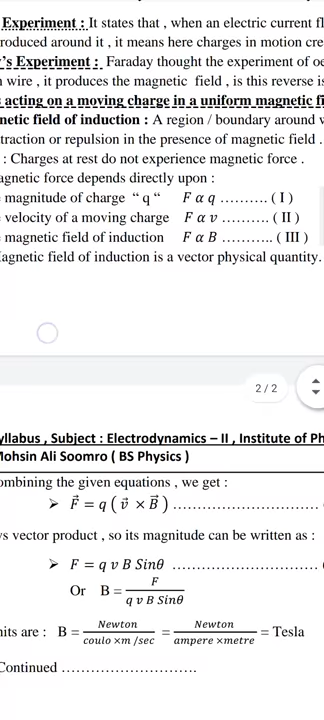 Experiment : It states that , when an electric current fl
roduced around it , it means here charges in motion cre
's Experiment : Faraday thought the experiment of oe
wire , it produces the magnetic field , is this reverse is
acting on a moving charge in a uniform magnetic fi
netic field of induction : A region / boundary around
traction or repulsion in the presence of magnetic field .
: Charges at rest do not experience magnetic force .
agnetic force depends directly upon :
magnitude of charge “ q “ F α q ………. ( I )
velocity of a moving charge F α v ………. ( II )
magnetic field of induction F α B ……….. ( III )
agnetic field of induction is a vector physical quantity.
2 / 2
yllabus , Subject : Electrodynamics – II , Institute of Ph
Mohsin Ali Soomro ( BS Physics )
ombining the given equations , we get :
➢ F⃗ = q ( v⃗ × B⃗ ) …………………………
ys vector product , so its magnitude can be written as :
➢ F = q v B Sinθ …………………………
Or B = F / q v B Sinθ
nits are : B = Newton / coulo ×m /sec = Newton / ampere ×metre = Tesla
Continued ……………………….